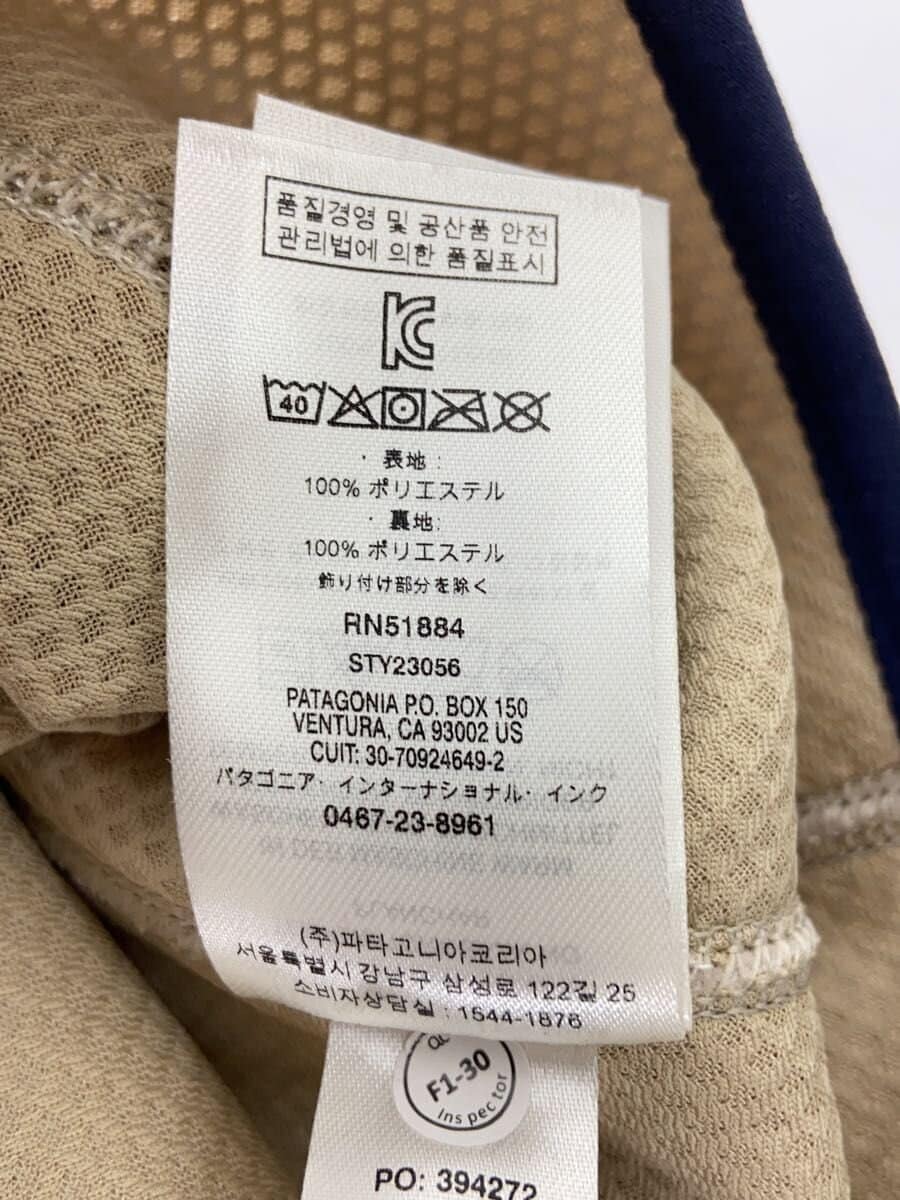 품질경영 및 공산품 안전
관리법에 의한 품질표시
40
・表地:
100% ポリエステル
・裏地:
100% ポリエステル
飾り付け部分を除く
RN51884
STY23056
PATAGONIA P.O. BOX 150
VENTURA, CA 93002 US
CUIT: 30-70924649-2
パタゴニア・インターナショナル・インク
0467-23-8961
(주)파타고니아코리아
서울특별시 강남구 삼성로 122길 25
소비자상담실 : 1544-1876
F1-30
inspector
PO: 394272